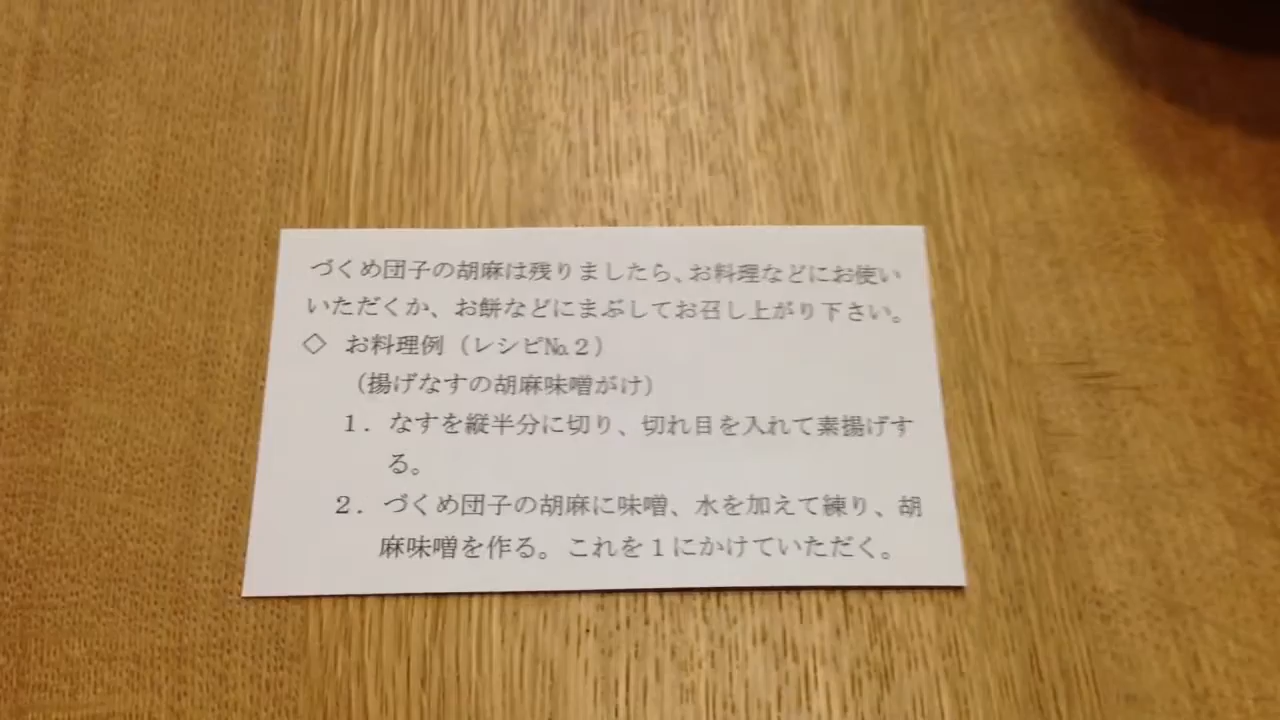 づくめ団子の胡麻は残りましたら、お料理などにお使い
いただくか、お餅などにまぶしてお召し上がり下さい。
◇ お料理例（レシピ№２）
（揚げなすの胡麻味噌がけ）
１．なすを縦半分に切り、切れ目を入れて素揚げす
る。
２．づくめ団子の胡麻に味噌、水を加えて練り、胡
麻味噌を作る。これを１にかけていただく。